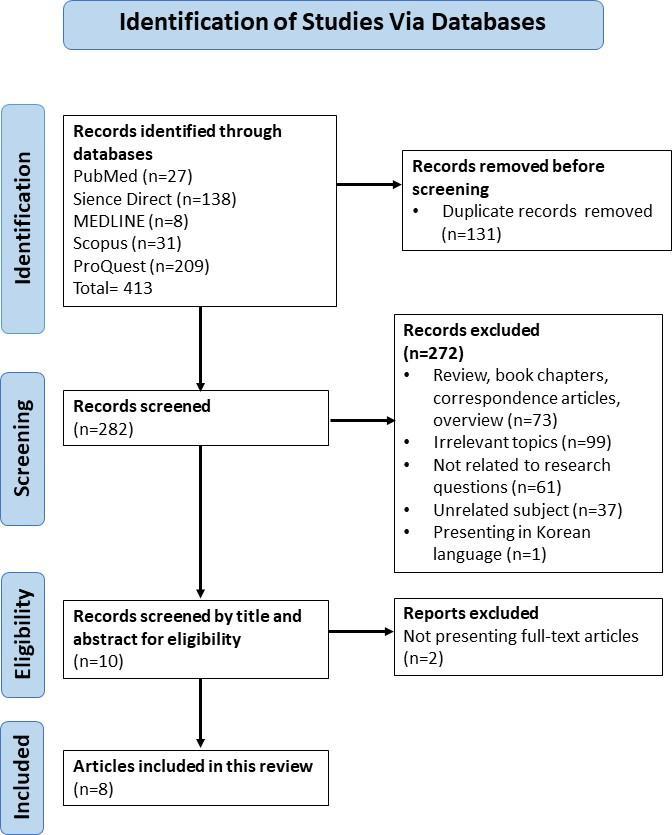 Identification of Studies Via Databases
Identification
Records identified through
databases
PubMed (n=27)
Sience Direct (n=138)
MEDLINE (n=8)
Scopus (n=31)
ProQuest (n=209)
Total= 413
Records removed before
screening
• Duplicate records removed
(n=131)
Screening
Records screened
(n=282)
Records excluded
(n=272)
• Review, book chapters,
correspondence articles,
overview (n=73)
• Irrelevant topics (n=99)
• Not related to research
questions (n=61)
• Unrelated subject (n=37)
• Presenting in Korean
language (n=1)
Eligibility
Records screened by title and
abstract for eligibility
(n=10)
Reports excluded
Not presenting full-text articles
(n=2)
Included
Articles included in this review
(n=8)